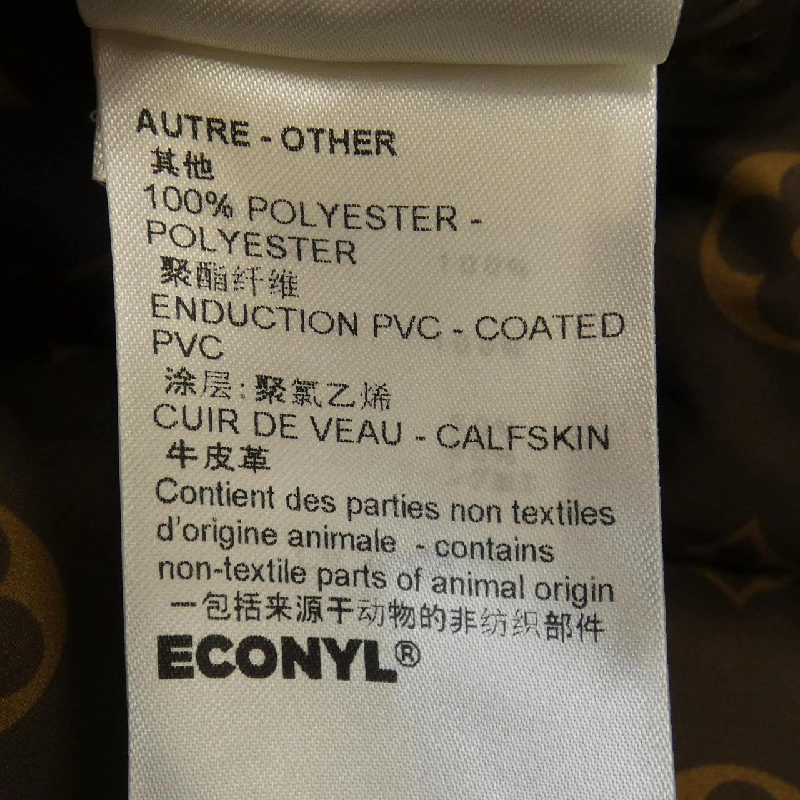 AUTRE - OTHER
其他
100% POLYESTER -
POLYESTER
聚酯纤维
ENDUCTION PVC - COATED
PVC
涂层:聚氯乙烯
CUIR DE VEAU - CALFSKIN
牛皮革
Contient des parties non textiles
d'origine animale - contains
non-textile parts of animal origin
一包括来源于动物的非纺织部件
ECONYL®